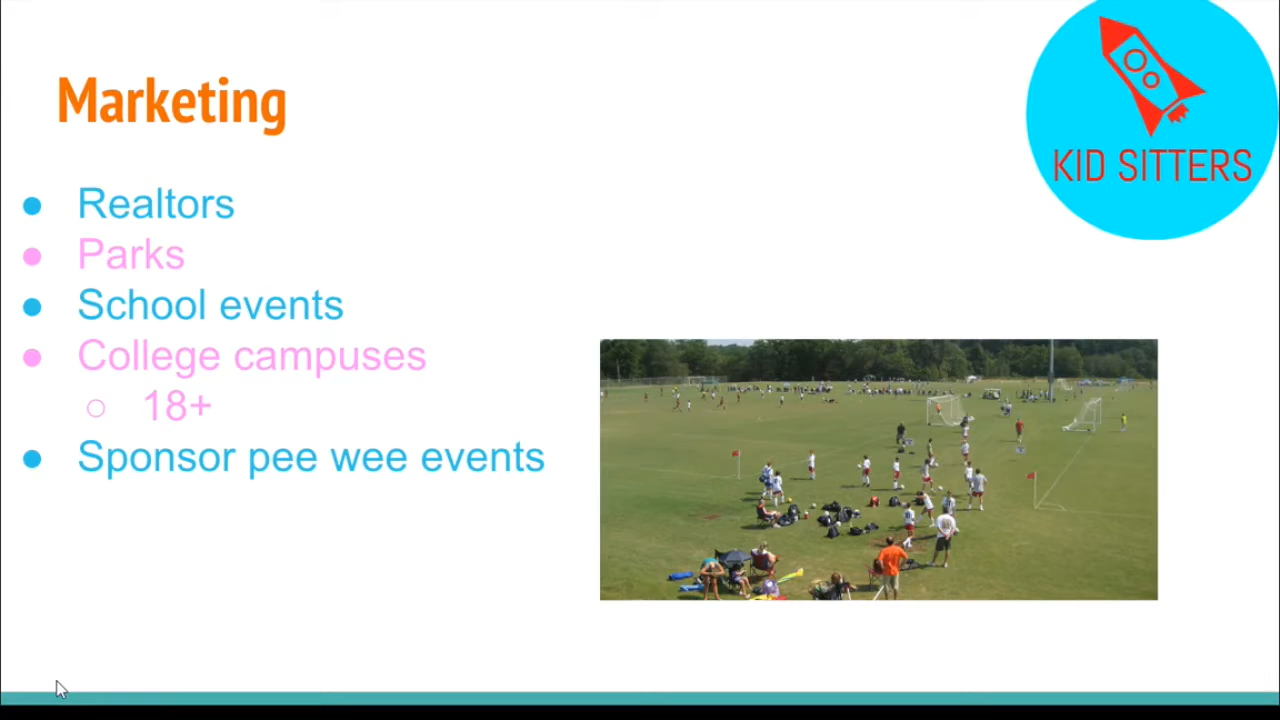 Marketing
KID SITTERS
Realtors
Parks
School events
College campuses
18+
Sponsor pee wee events